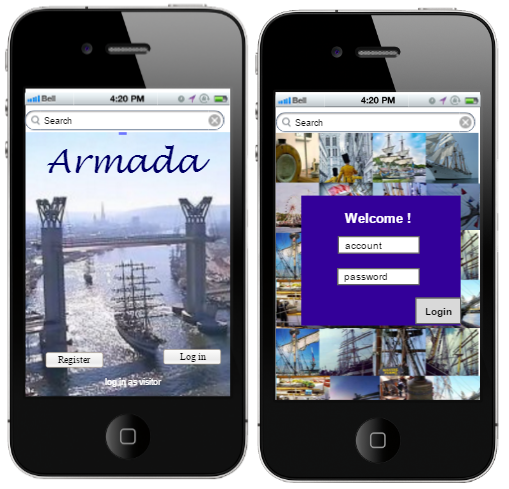 Bell 4:20 PM
Search
Armada
Register Log in
log in as visitor
Bell 4:20 PM
Search
Welcome !
account
password
Login